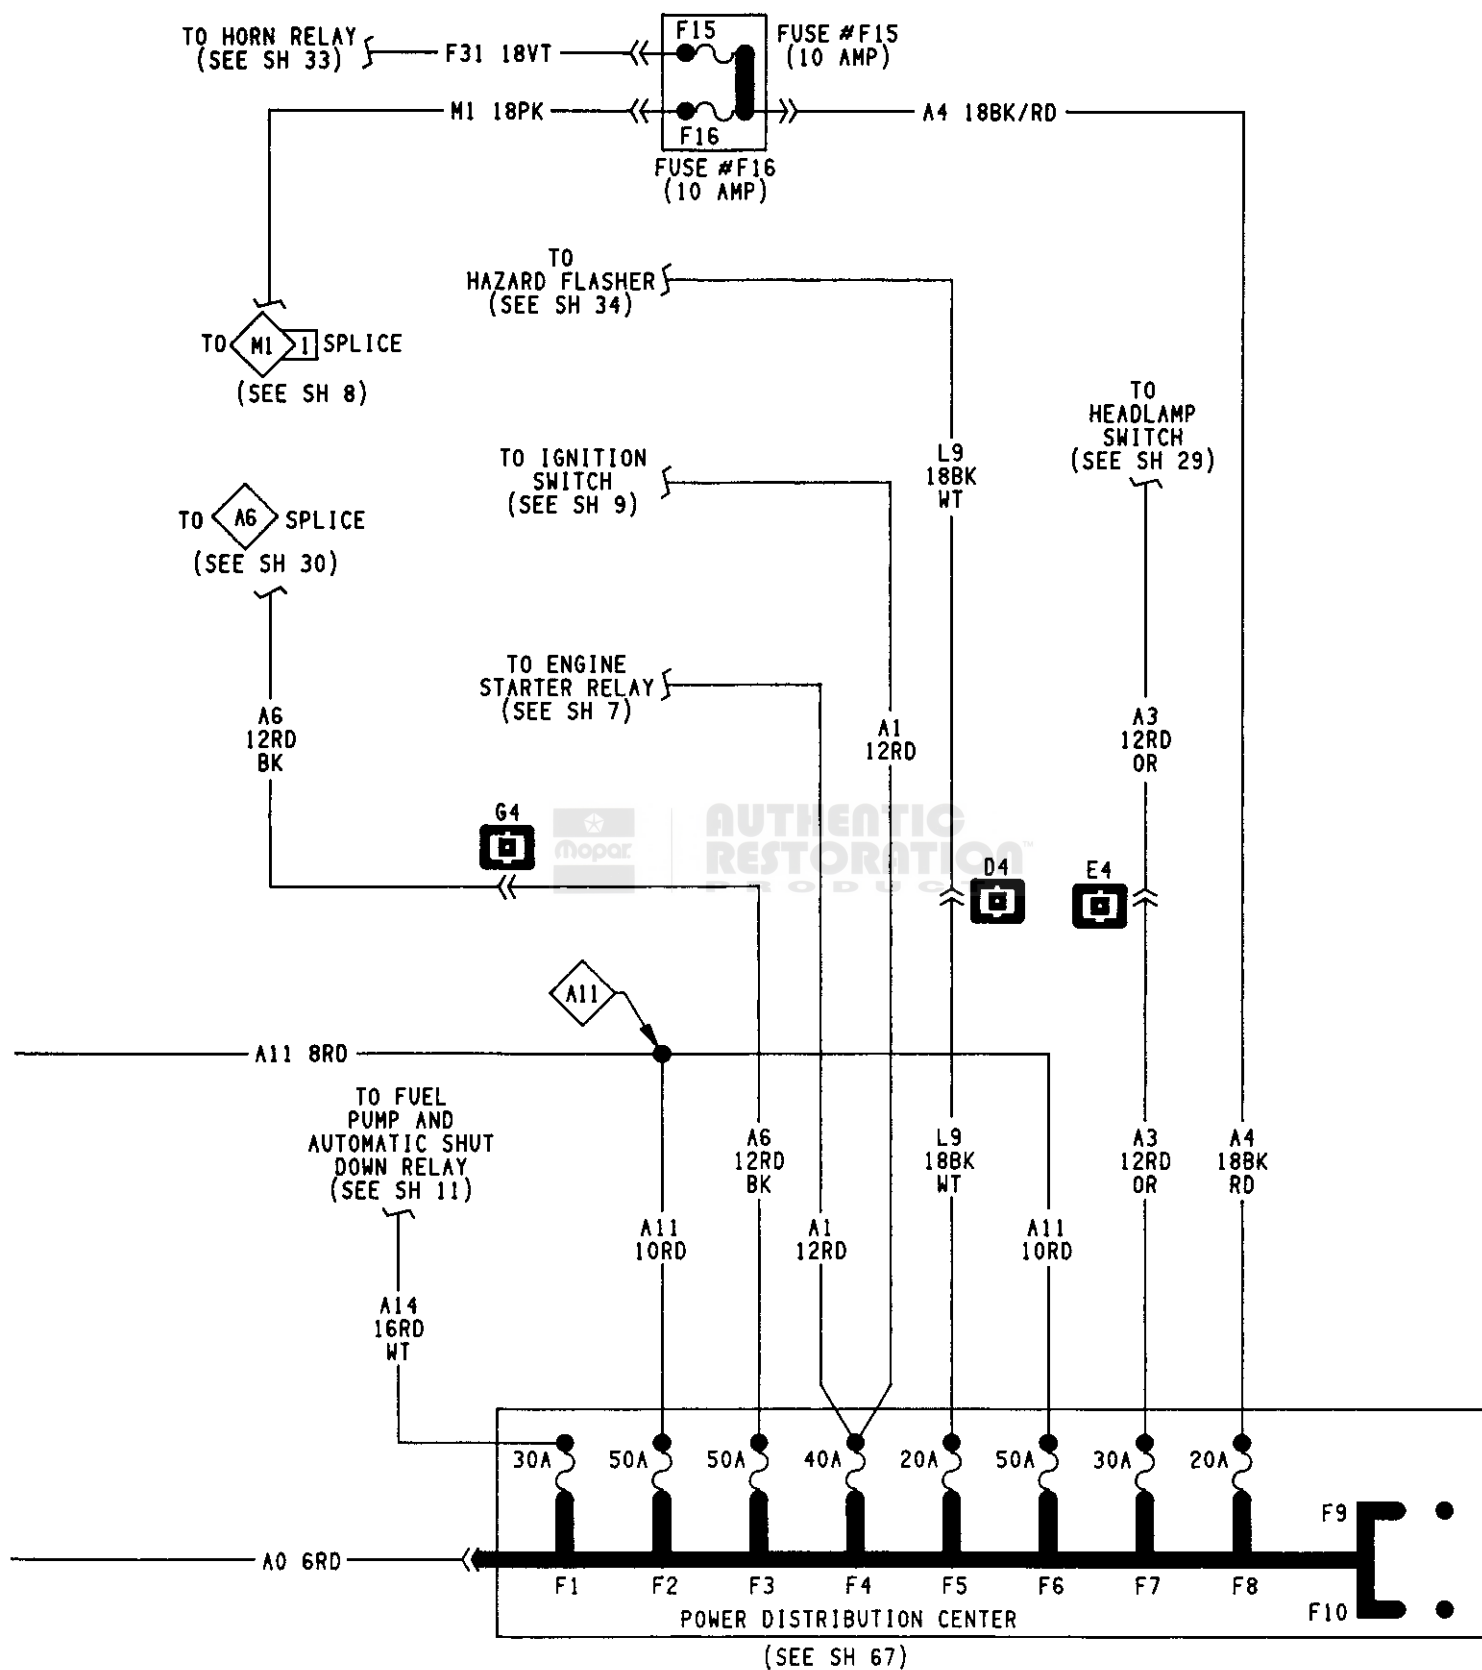 F15
FUSE #F15
(10 AMP)
TO HORN RELAY
(SEE SH 33)
F31 18VT
M1 18PK
A4 18BK/RD
F16
FUSE #F16
(10 AMP)
TO
HAZARD FLASHER
(SEE SH 34)
TO M1 1 SPLICE
(SEE SH 8)
TO
HEADLAMP
SWITCH
(SEE SH 29)
TO IGNITION
SWITCH
(SEE SH 9)
L9
18BK
WT
TO A6 SPLICE
(SEE SH 30)
TO ENGINE
STARTER RELAY
(SEE SH 7)
A6
12RD
BK
A1
12RD
A3
12RD
OR
G4
Mopar
AUTHENTIC
RESTORATION™
PRODUCT
D4
E4
A11
A11 8RD
TO FUEL
PUMP AND
AUTOMATIC SHUT
DOWN RELAY
(SEE SH 11)
A6
12RD
BK
L9
18BK
WT
A3
12RD
OR
A4
18BK
RD
A11
10RD
A1
12RD
A11
10RD
A14
16RD
WT
30A 50A 50A 40A 20A 50A 30A 20A
F9
A0 6RD
F1 F2 F3 F4 F5 F6 F7 F8
F10
POWER DISTRIBUTION CENTER
(SEE SH 67)